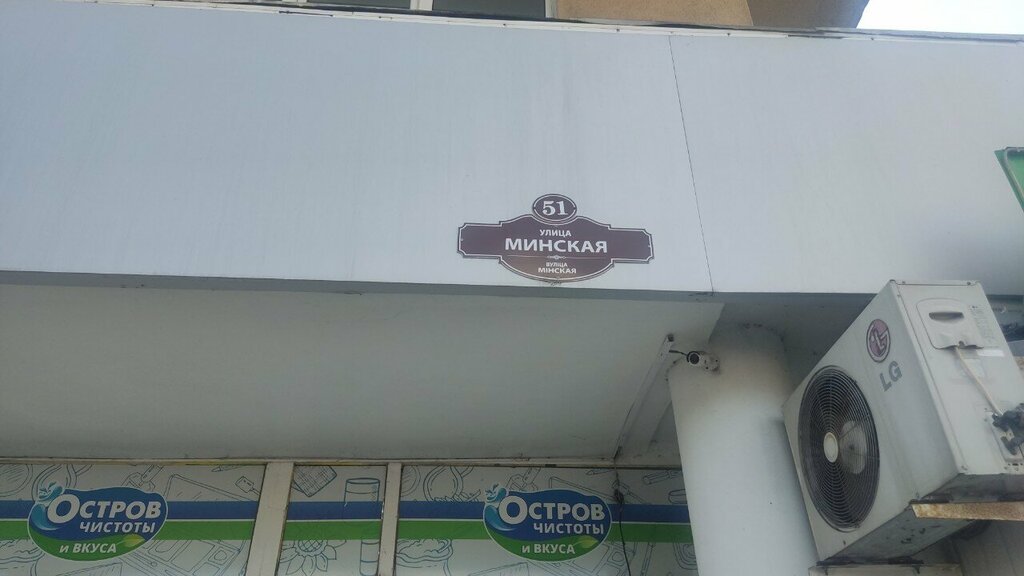 51
УЛИЦА
МИНСКАЯ
ВУЛІЦА
МІНСКАЯ
LG
ОСТРОВ
ЧИСТОТЫ
И ВКУСА
ОСТРОВ
ЧИСТОТЫ
И ВКУСА